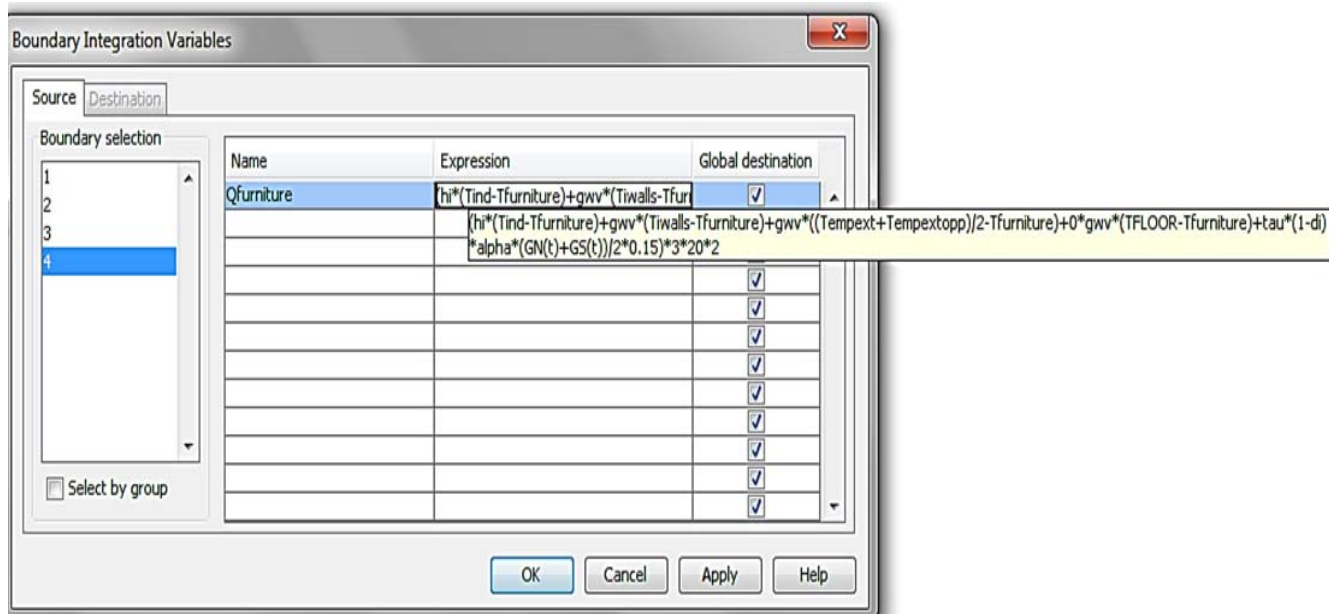 Boundary Integration Variables
X
Source Destination
Boundary selection
1
2
3
4
Select by group
Name Expression Global destination
Qfurniture (hi*(Tind-Tfurniture)+gwv*(Tiwalls-Tfur
(hi*(Tind-Tfurniture)+gwv*(Tiwalls-Tfurniture)+gwv*((Tempext+Tempextopp)/2-Tfurniture)+0*gwv*(TFLOOR-Tfurniture)+tau*(1-di)
*alpha*(GN(t)+GS(t))/2*0.15)*3*20*2
OK Cancel Apply Help